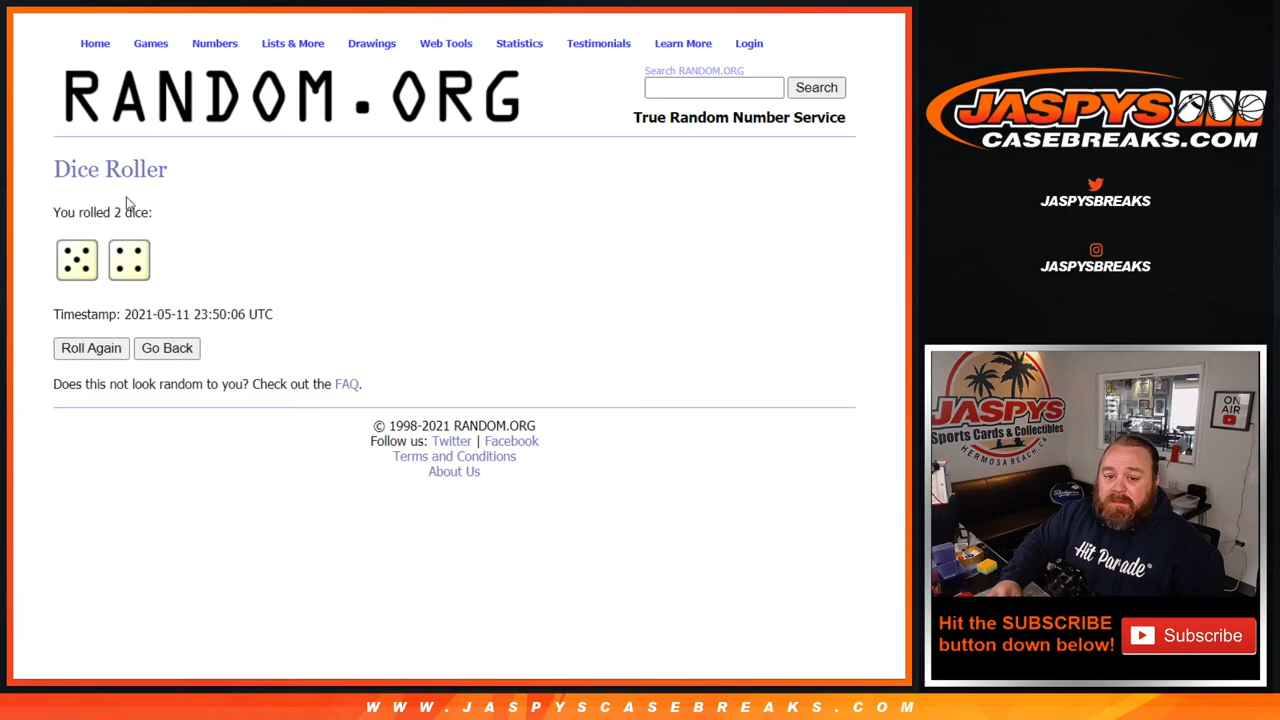 Home Games Numbers Lists & More Drawings Web Tools Statistics Testimonials Learn More Login
RANDOM.ORG
Search RANDOM.ORG
Search
True Random Number Service
Dice Roller
You rolled 2 dice:
Timestamp: 2021-05-11 23:50:06 UTC
Roll Again Go Back
Does this not look random to you? Check out the FAQ.
© 1998-2021 RANDOM.ORG
Follow us: Twitter | Facebook
Terms and Conditions
About Us
JASPYS
CASEBREAKS.COM
JASPYSBREAKS
JASPYSBREAKS
JASPYS
Sports Cards & Collectibles
HERMOSA BEACH, CA
ON
AIR
Dodgers
Hit Parade
Hit the SUBSCRIBE
button down below!
Subscribe
WWW.JASPYSCASEBREAKS.COM